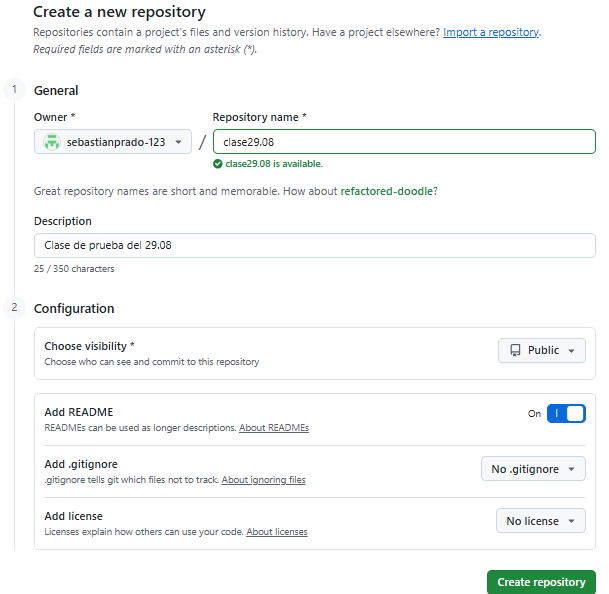 Create a new repository
Repositories contain a project's files and version history. Have a project elsewhere? Import a repository.
Required fields are marked with an asterisk (*).
1 General
Owner * Repository name *
sebastianprado-123 / clase29.08
clase29.08 is available.
Great repository names are short and memorable. How about refactored-doodle?
Description
Clase de prueba del 29.08
25 / 350 characters
2 Configuration
Choose visibility * Public
Choose who can see and commit to this repository
Add README On
READMEs can be used as longer descriptions. About READMEs
Add .gitignore No .gitignore
.gitignore tells git which files not to track. About ignoring files
Add license No license
Licenses explain how others can use your code. About licenses
Create repository